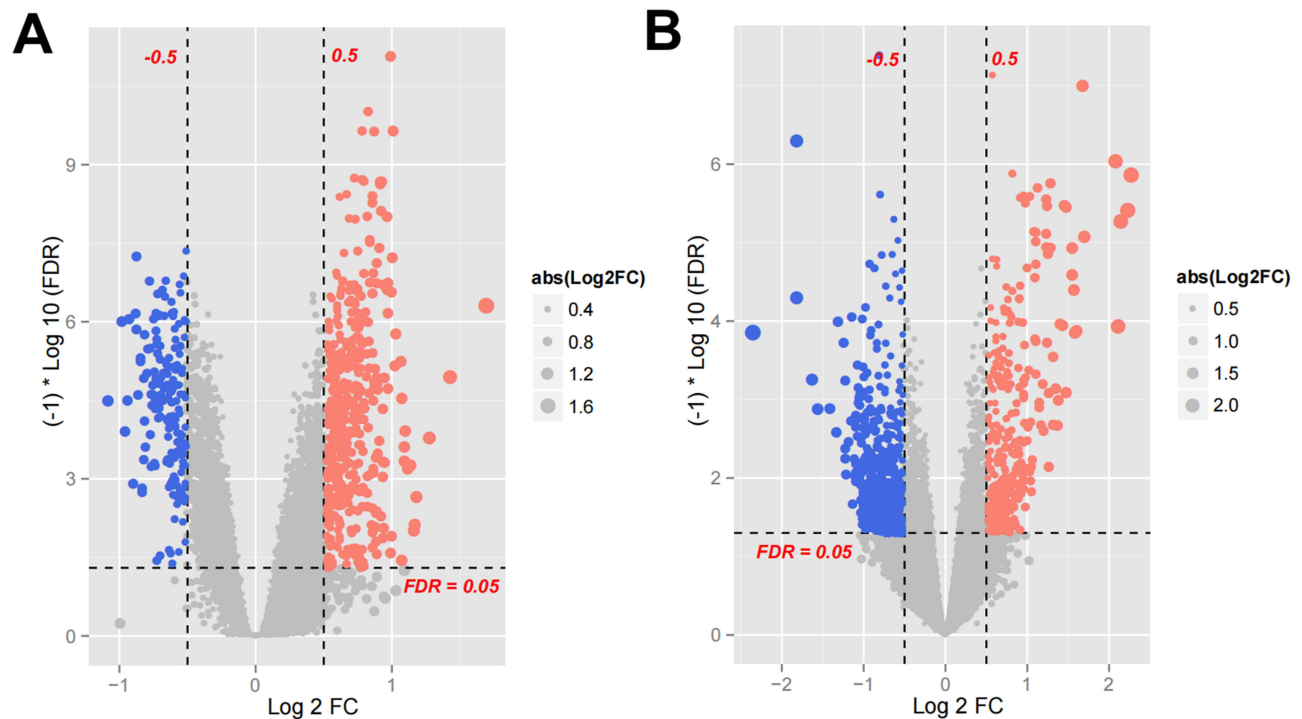 A
-0.5
0.5
FDR = 0.05
9
6
3
0
(-1) * Log 10 (FDR)
−1
0
1
Log 2 FC
abs(Log2FC)
0.4
0.8
1.2
1.6
B
-0.5
0.5
FDR = 0.05
6
4
2
0
(-1) * Log 10 (FDR)
−2
−1
0
1
2
Log 2 FC
abs(Log2FC)
0.5
1.0
1.5
2.0